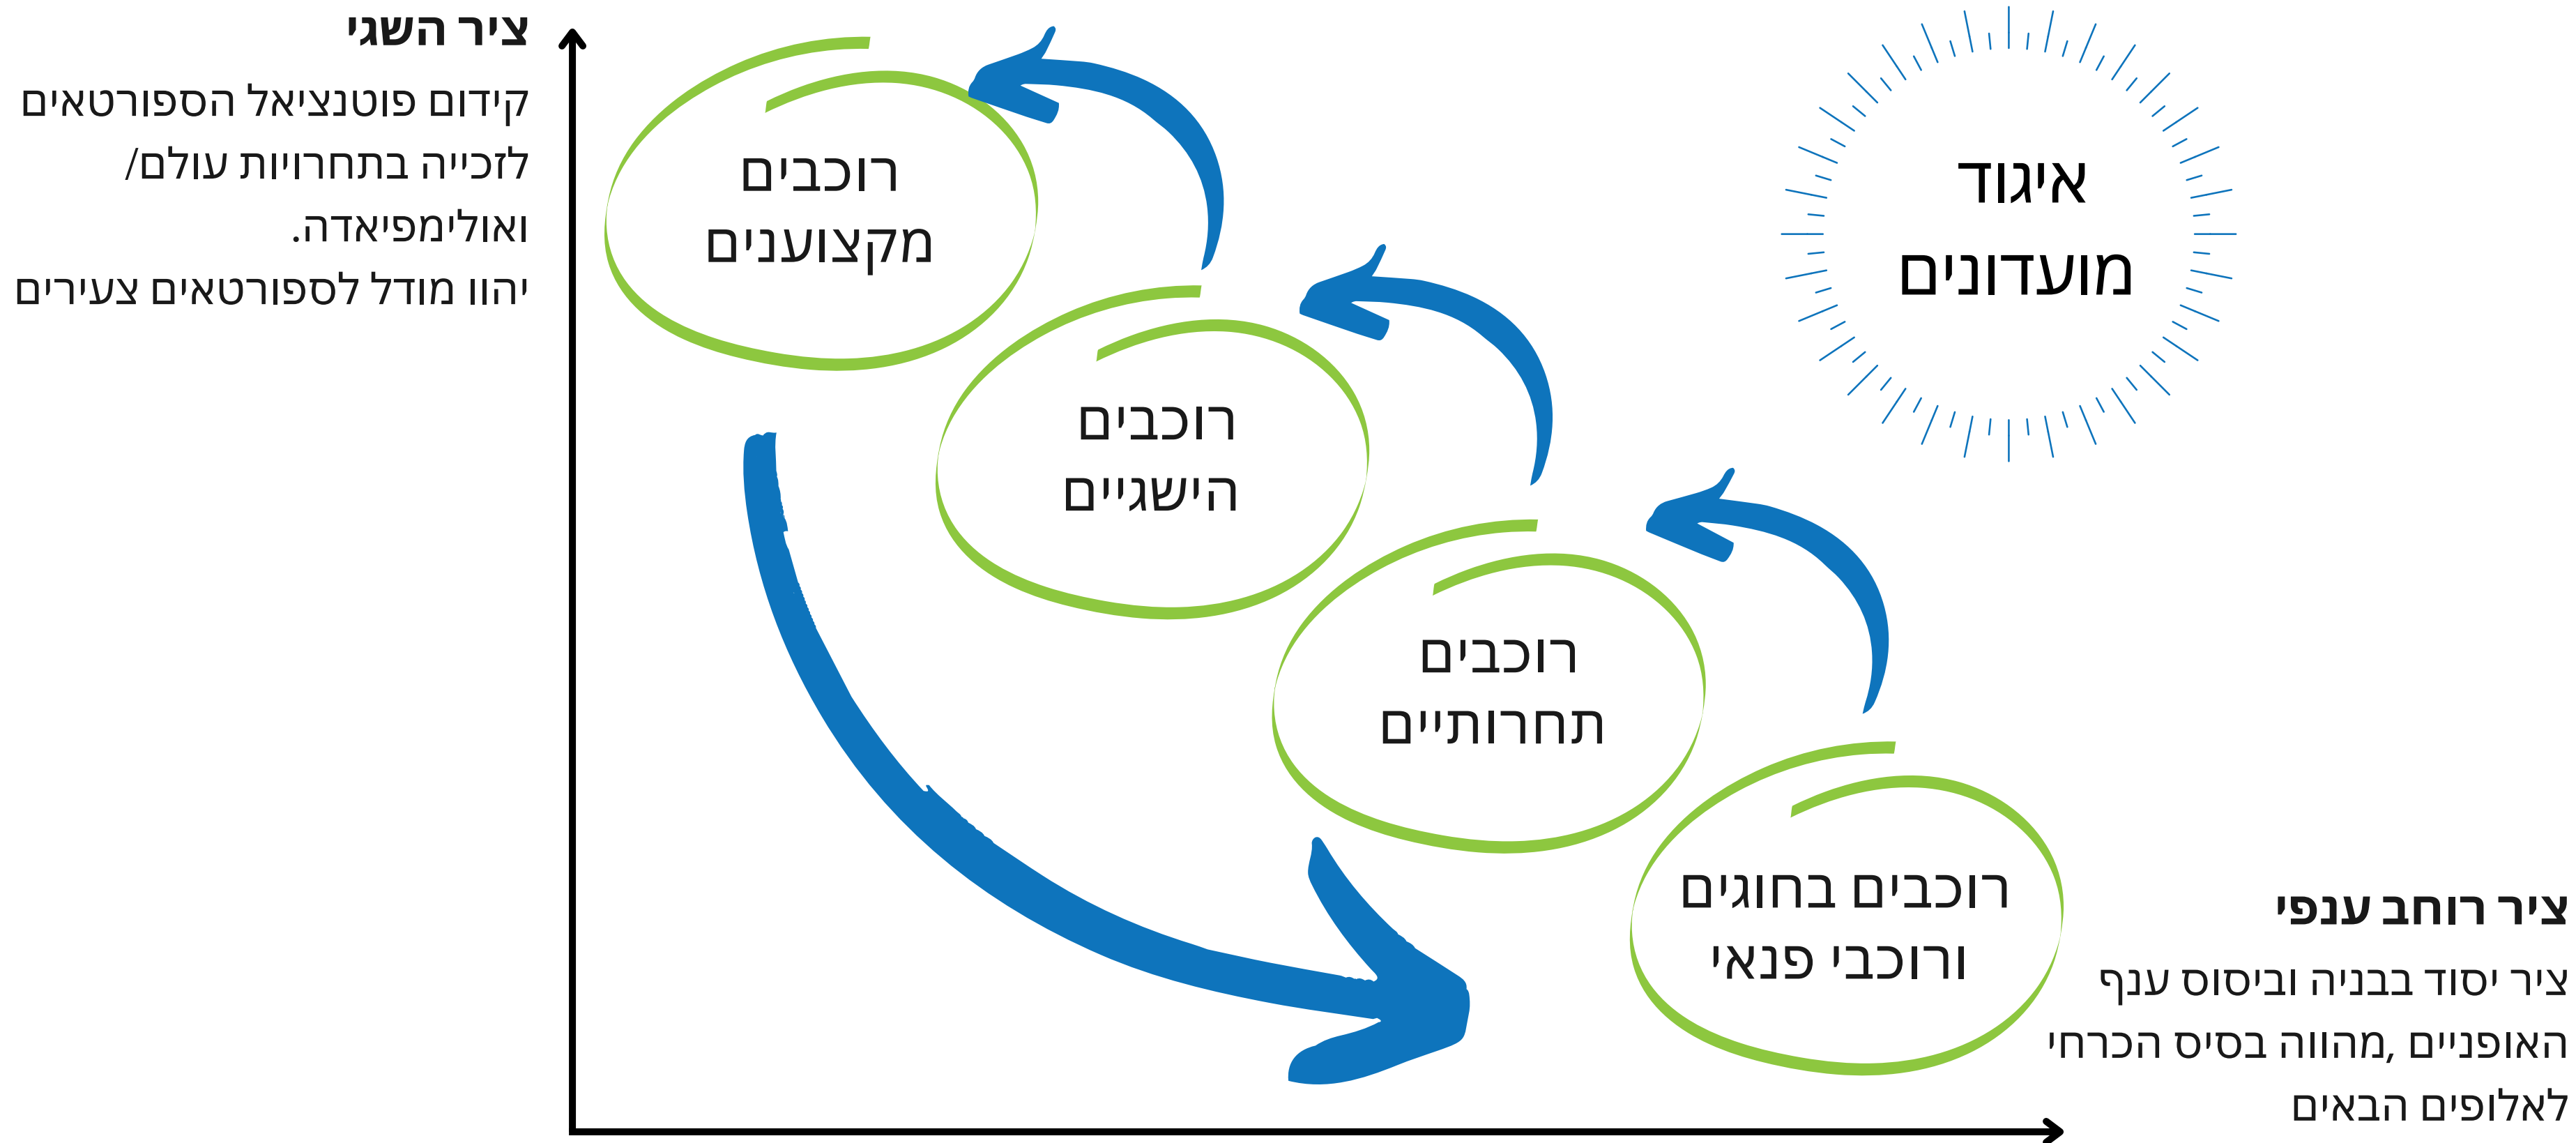 ציר השגי
קידום פוטנציאל הספורטאים
לזכייה בתחרויות עולם/
ואולימפיאדה.
יהוו מודל לספורטאים צעירים
איגוד
מועדונים
רוכבים
מקצוענים
רוכבים
הישגיים
רוכבים
תחרותיים
רוכבים בחוגים
ורוכבי פנאי
ציר רוחב ענפי
ציר יסוד בבניה וביסוס ענף
האופניים ,מהווה בסיס הכרחי
לאלופים הבאים